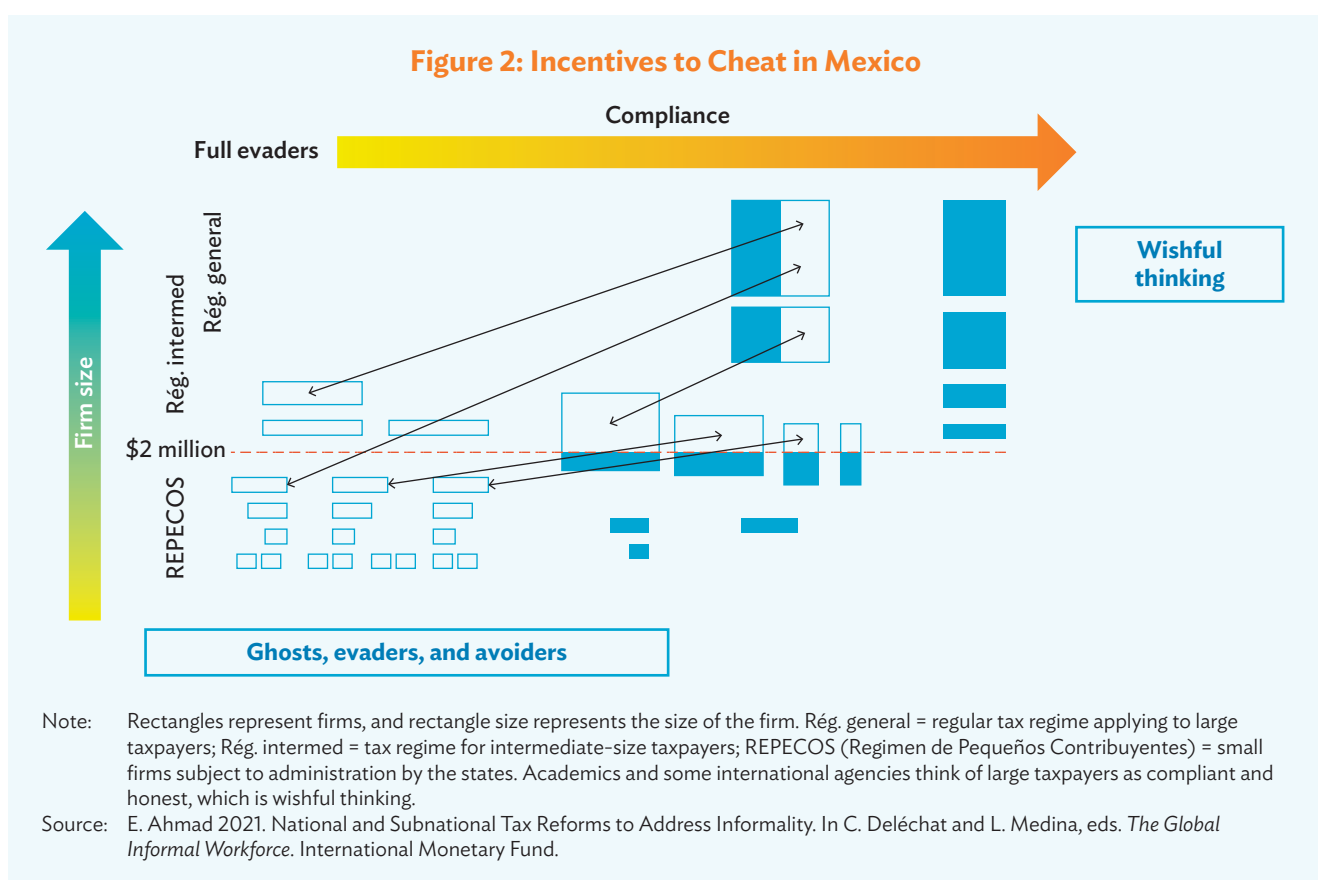 Figure 2: Incentives to Cheat in Mexico
Compliance
Full evaders
Firm size
Rég. general
Rég. intermed
$2 million
REPECOS
Wishful
thinking
Ghosts, evaders, and avoiders
Note: Rectangles represent firms, and rectangle size represents the size of the firm. Rég. general = regular tax regime applying to large
taxpayers; Rég. intermed = tax regime for intermediate-size taxpayers; REPECOS (Regimen de Pequeños Contribuyentes) = small
firms subject to administration by the states. Academics and some international agencies think of large taxpayers as compliant and
honest, which is wishful thinking.
Source: E. Ahmad 2021. National and Subnational Tax Reforms to Address Informality. In C. Deléchat and L. Medina, eds. The Global
Informal Workforce. International Monetary Fund.